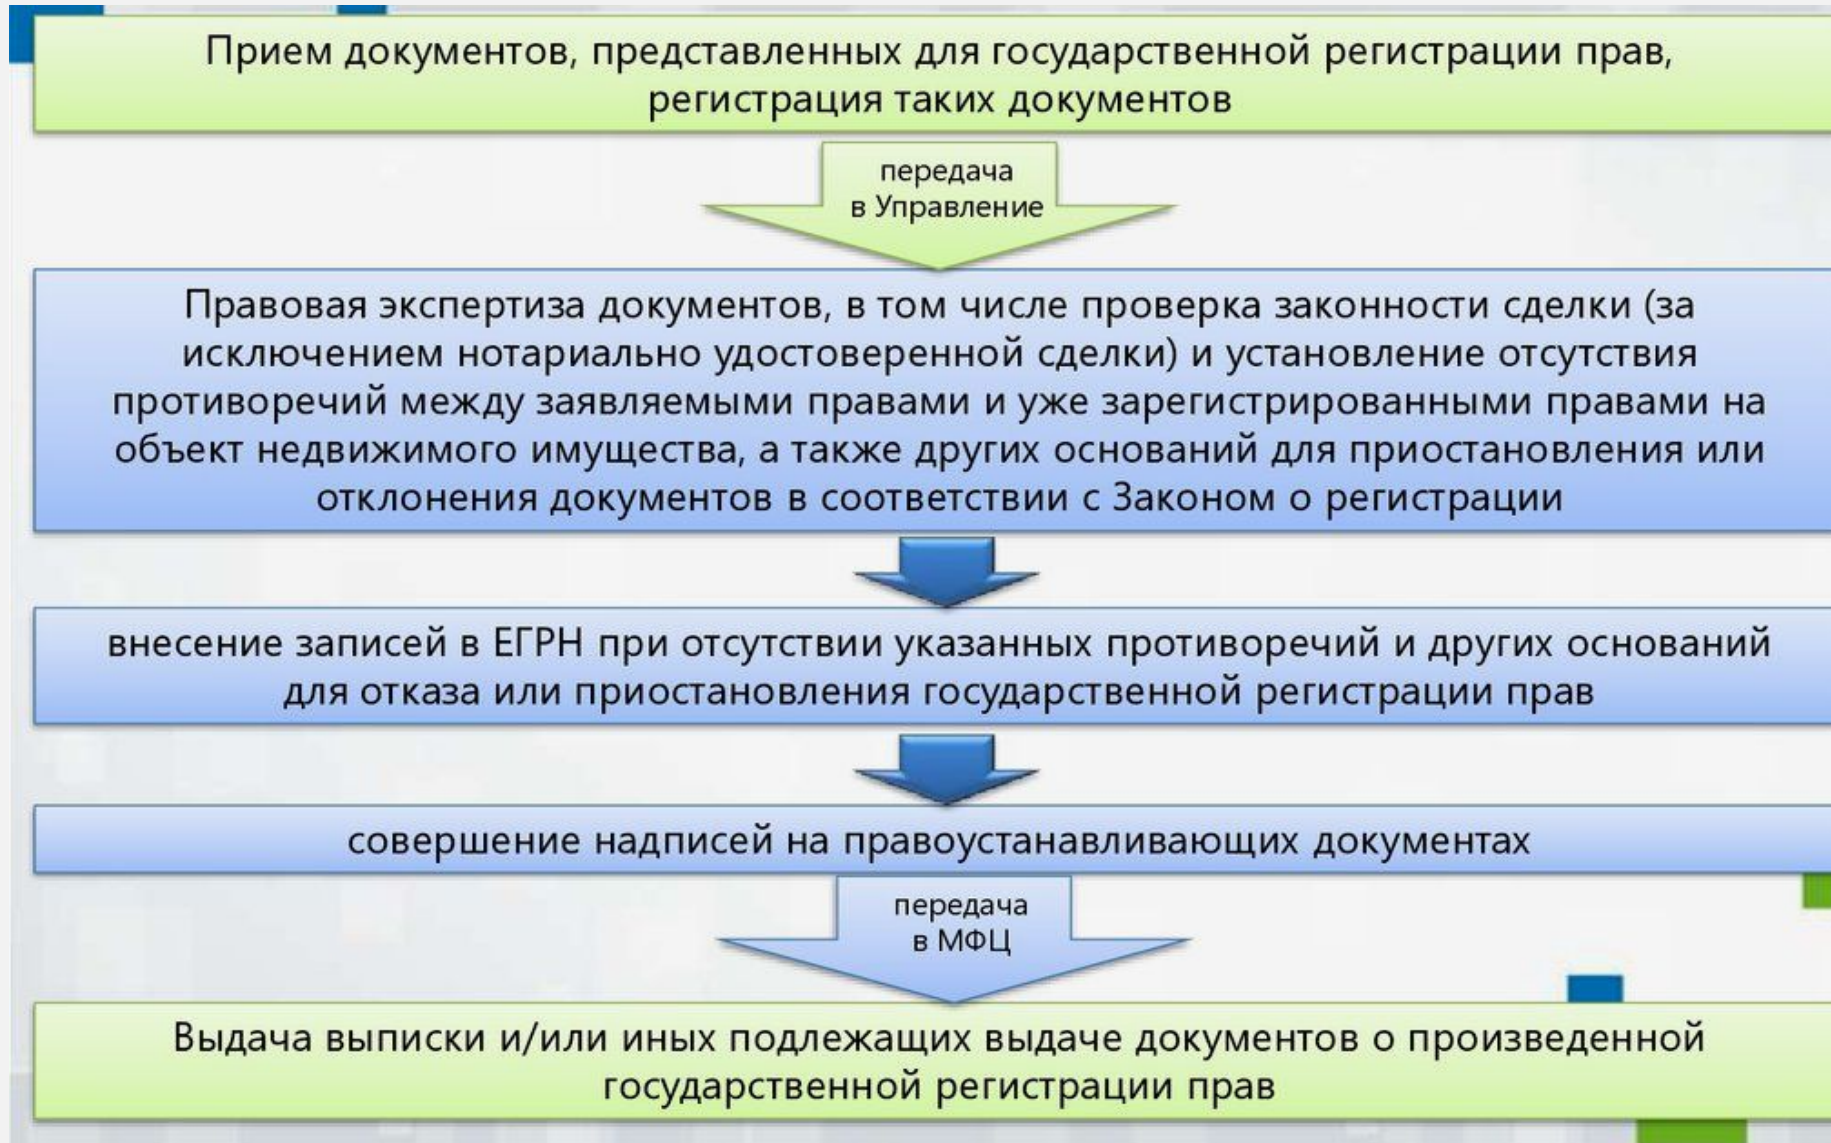 Прием документов, представленных для государственной регистрации прав,
регистрация таких документов
передача
в Управление
Правовая экспертиза документов, в том числе проверка законности сделки (за
исключением нотариально удостоверенной сделки) и установление отсутствия
противоречий между заявляемыми правами и уже зарегистрированными правами на
объект недвижимого имущества, а также других оснований для приостановления или
отклонения документов в соответствии с Законом о регистрации
внесение записей в ЕГРН при отсутствии указанных противоречий и других оснований
для отказа или приостановления государственной регистрации прав
совершение надписей на правоустанавливающих документах
передача
в МФЦ
Выдача выписки и/или иных подлежащих выдаче документов о произведенной
государственной регистрации прав